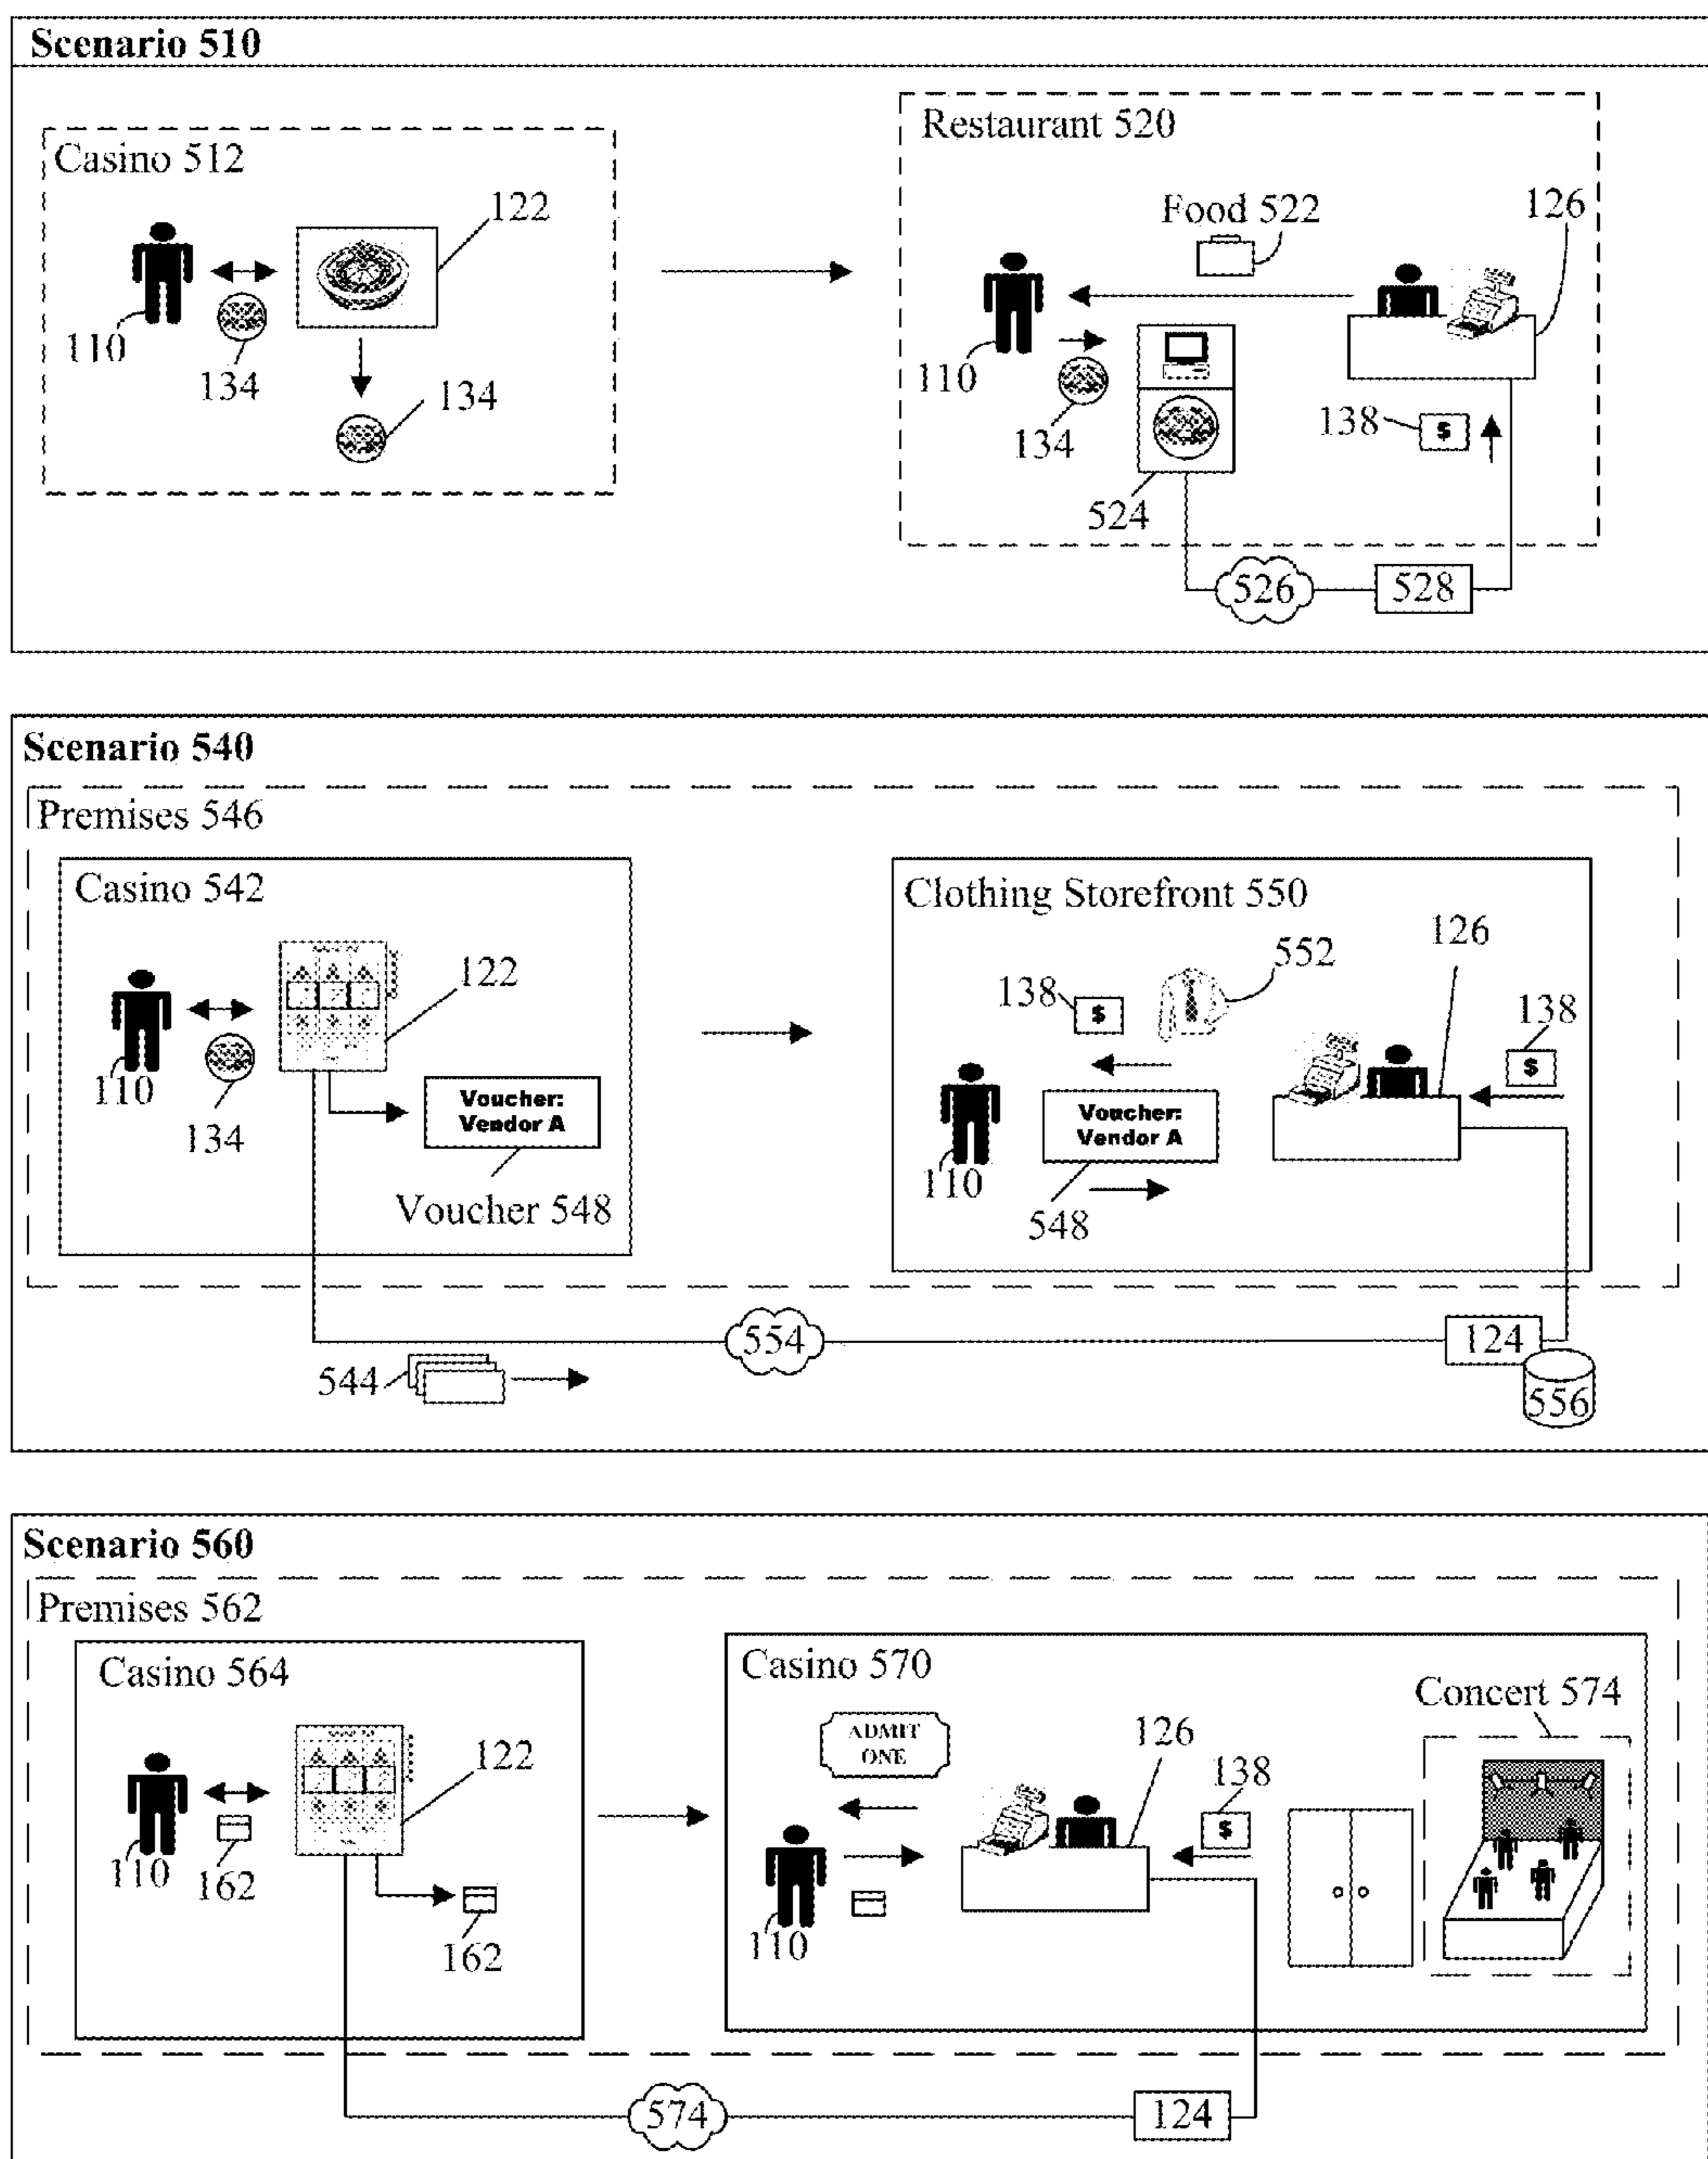 Scenario 510
Casino 512
122
110
134
134
Restaurant 520
Food 522
126
110
134
138
$
524
526
528
Scenario 540
Premises 546
Casino 542
122
110
134
Voucher:
Vendor A
Voucher 548
Clothing Storefront 550
126
552
138
$
138
$
110
Voucher:
Vendor A
548
554
124
544
556
Scenario 560
Premises 562
Casino 564
122
110
162
162
Casino 570
Concert 574
ADMIT
ONE
126
138
$
110
574
124